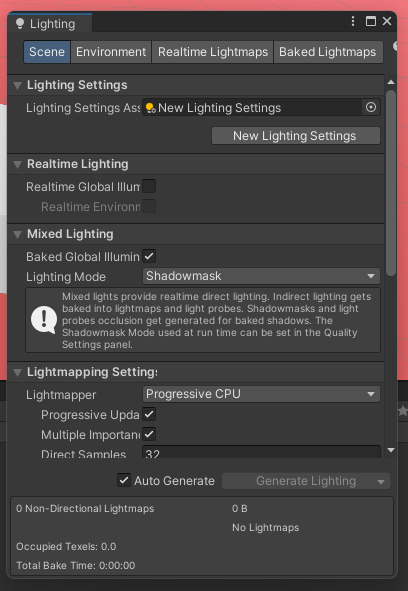 Lighting
Scene Environment Realtime Lightmaps Baked Lightmaps
Lighting Settings
Lighting Settings Ass New Lighting Settings
New Lighting Settings
Realtime Lighting
Realtime Global Illum
Realtime Environn
Mixed Lighting
Baked Global Illumin
Lighting Mode Shadowmask
Mixed lights provide realtime direct lighting. Indirect lighting gets
baked into lightmaps and light probes. Shadowmasks and light
probes occlusion get generated for baked shadows. The
Shadowmask Mode used at run time can be set in the Quality
Settings panel.
Lightmapping Settings
Lightmapper Progressive CPU
Progressive Upda
Multiple Importan
Direct Samples 32
Auto Generate Generate Lighting
0 Non-Directional Lightmaps 0 B
No Lightmaps
Occupied Texels: 0.0
Total Bake Time: 0:00:00